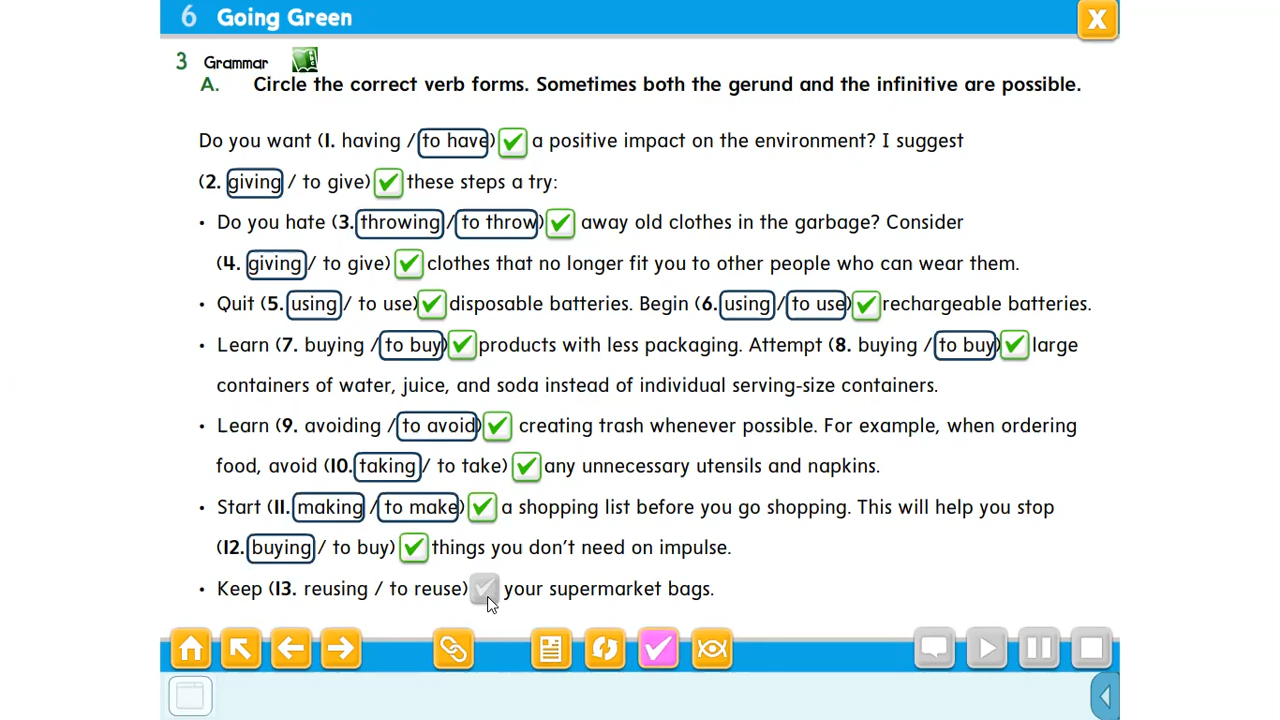 6 Going Green
X
3 Grammar
A. Circle the correct verb forms. Sometimes both the gerund and the infinitive are possible.
Do you want (1. having / to have) a positive impact on the environment? I suggest
(2. giving / to give) these steps a try:
• Do you hate (3. throwing / to throw) away old clothes in the garbage? Consider
(4. giving / to give) clothes that no longer fit you to other people who can wear them.
• Quit (5. using / to use) disposable batteries. Begin (6. using / to use) rechargeable batteries.
• Learn (7. buying / to buy) products with less packaging. Attempt (8. buying / to buy) large
containers of water, juice, and soda instead of individual serving-size containers.
• Learn (9. avoiding / to avoid) creating trash whenever possible. For example, when ordering
food, avoid (10. taking / to take) any unnecessary utensils and napkins.
• Start (11. making / to make) a shopping list before you go shopping. This will help you stop
(12. buying / to buy) things you don't need on impulse.
• Keep (13. reusing / to reuse) your supermarket bags.